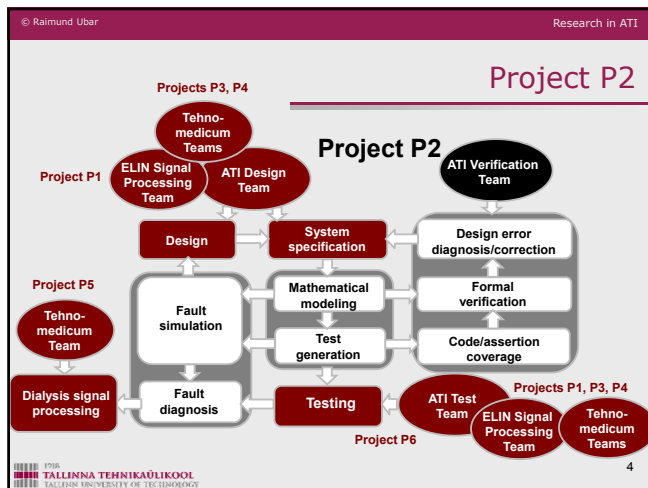 © Raimund Ubar
Research in ATI
Project P2
Projects P3, P4
Tehno-
medicum
Teams
Project P2
ATI Verification
Team
Project P1
ELIN Signal
Processing
Team
ATI Design
Team
Design
System
specification
Design error
diagnosis/correction
Project P5
Tehno-
medicum
Team
Fault
simulation
Mathematical
modeling
Formal
verification
Test
generation
Code/assertion
coverage
Dialysis signal
processing
Fault
diagnosis
Testing
ATI Test
Team
Projects P1, P3, P4
ELIN Signal
Processing
Team
Tehno-
medicum
Teams
Project P6
1918
TALLINNA TEHNIKAÜLIKOOL
TALLINN UNIVERSITY OF TECHNOLOGY
4